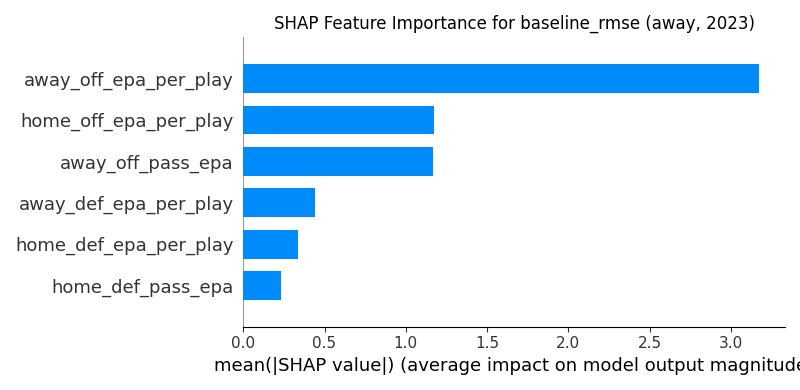 SHAP Feature Importance for baseline_rmse (away, 2023)
away_off_epa_per_play
home_off_epa_per_play
away_off_pass_epa
away_def_epa_per_play
home_def_epa_per_play
home_def_pass_epa
0.0 0.5 1.0 1.5 2.0 2.5 3.0
mean(|SHAP value|) (average impact on model output magnitude